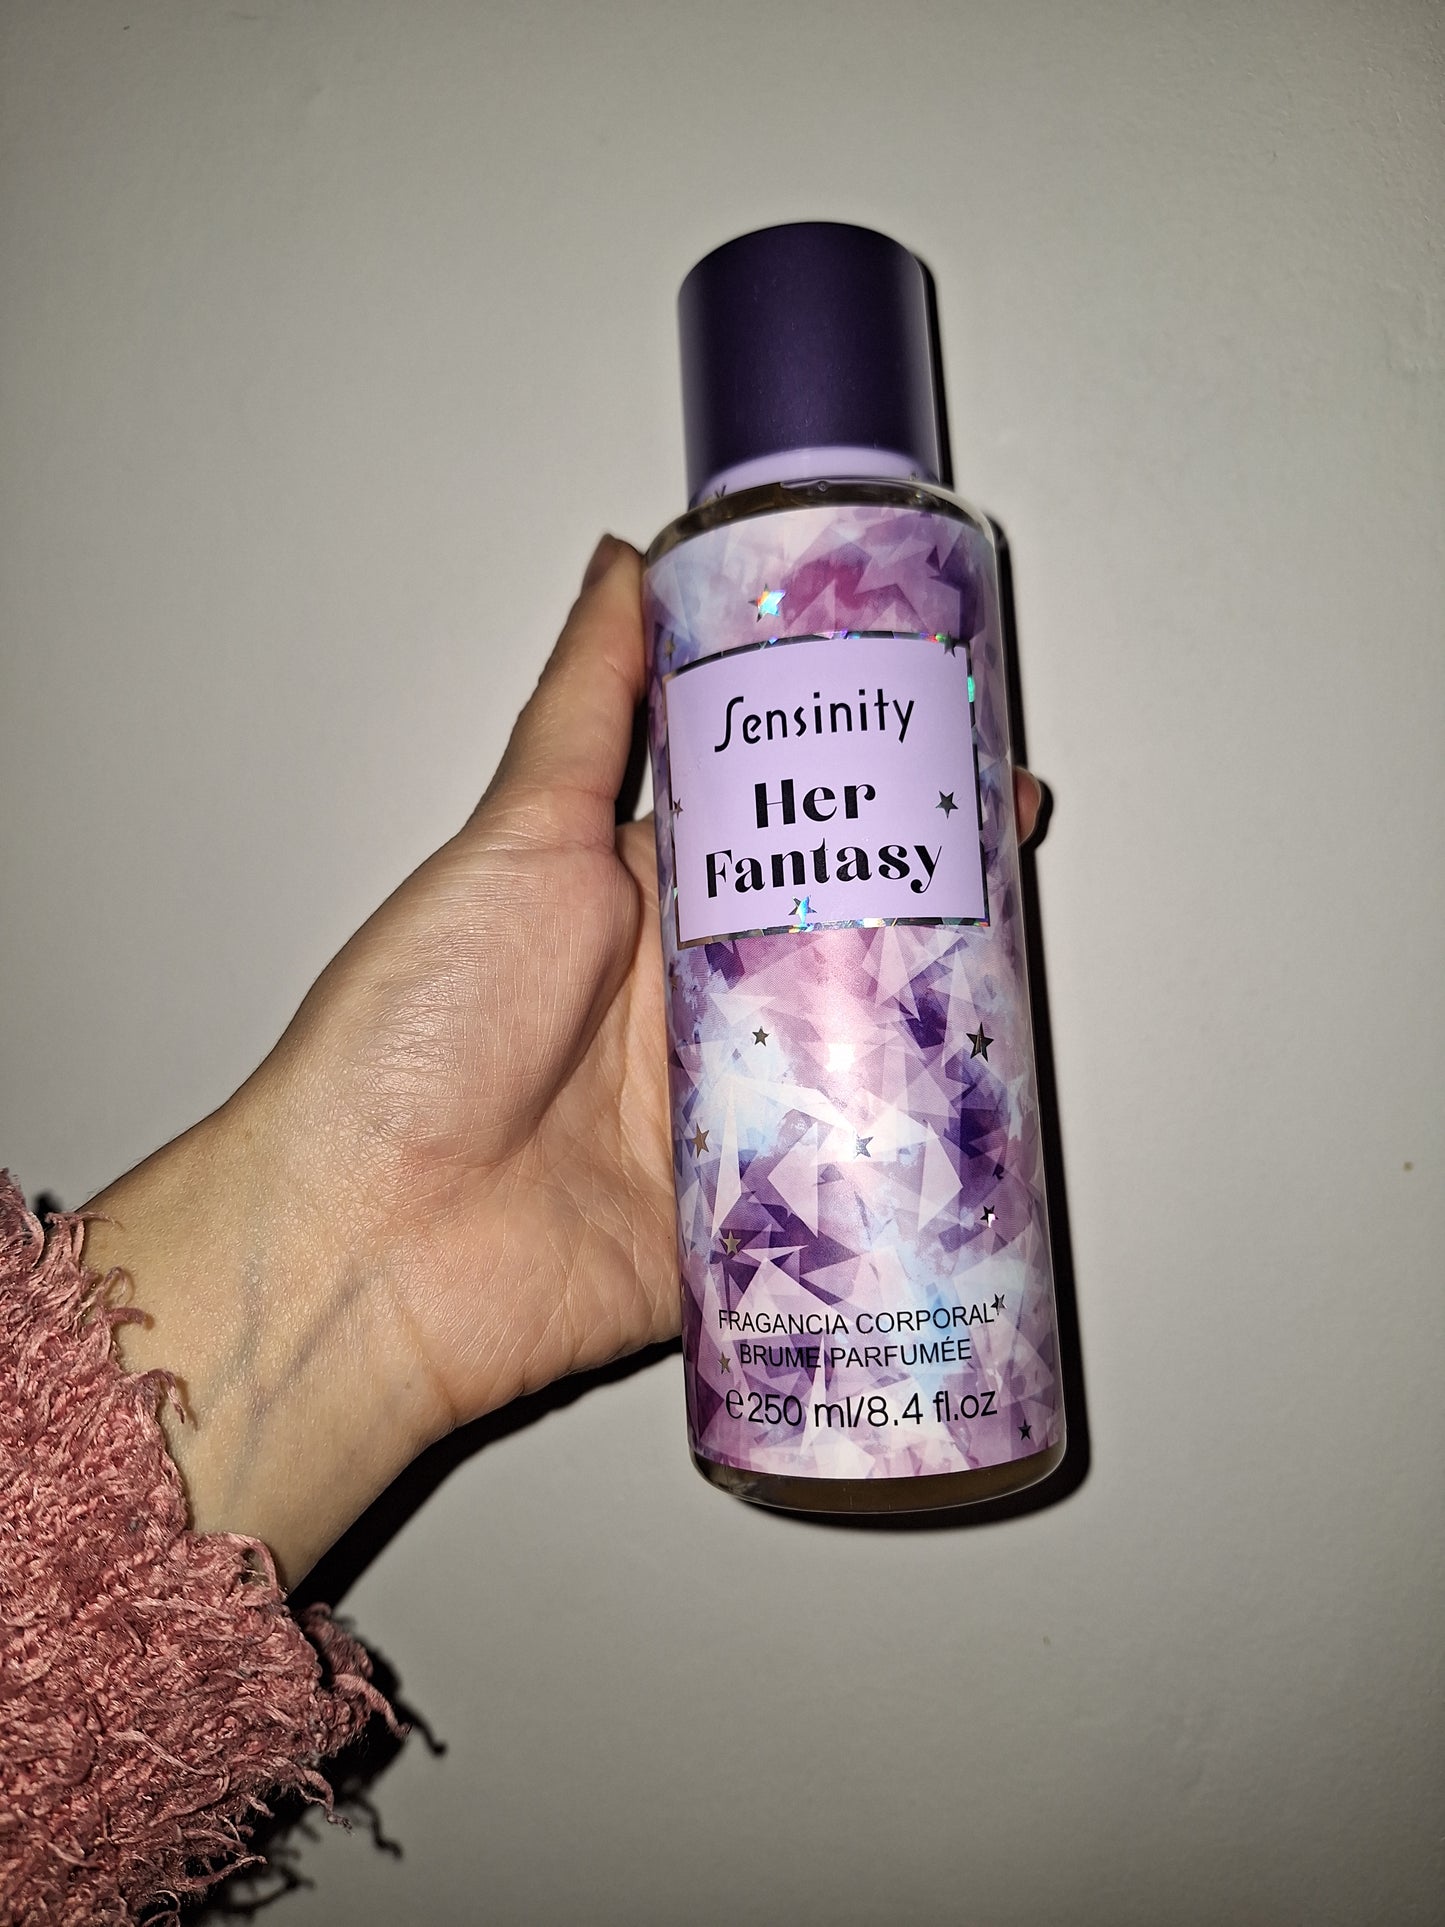 Sensinity
Her
Fantasy
FRAGANCIA CORPORAL
BRUME PARFUMÉE
℮250 ml/8.4 fl.oz